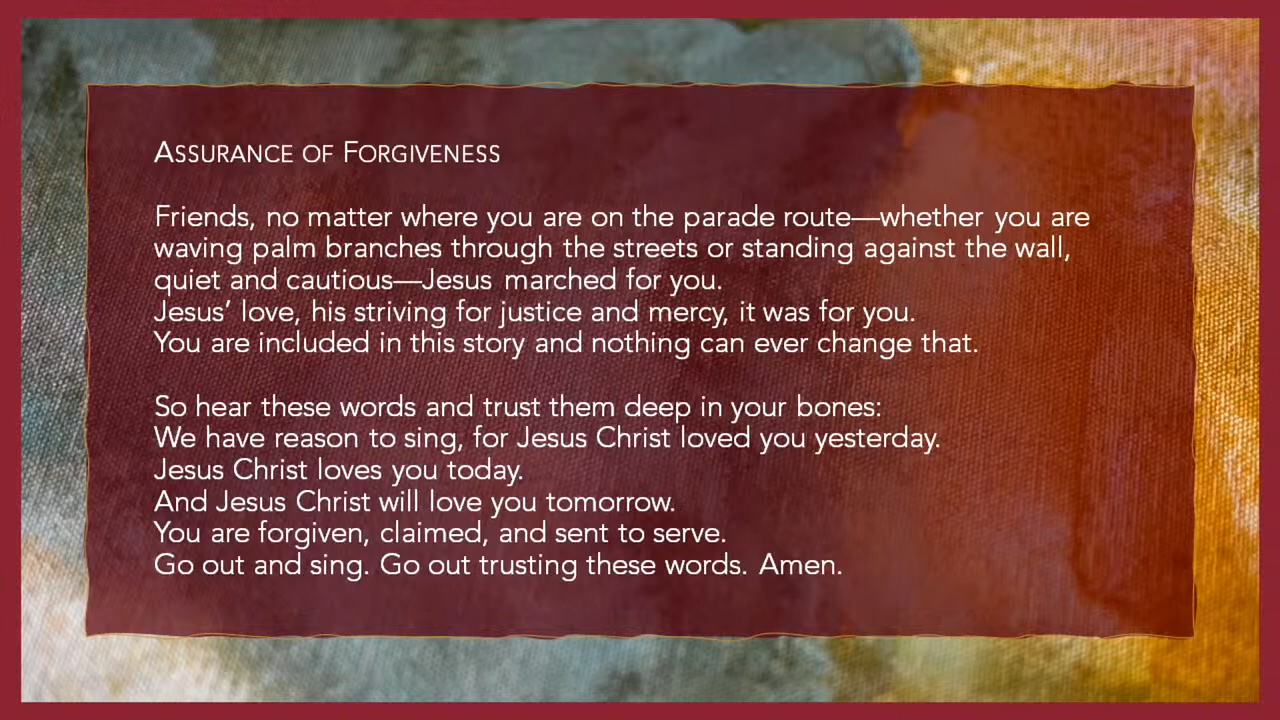 Assurance of Forgiveness
Friends, no matter where you are on the parade route—whether you are
waving palm branches through the streets or standing against the wall,
quiet and cautious—Jesus marched for you.
Jesus’ love, his striving for justice and mercy, it was for you.
You are included in this story and nothing can ever change that.
So hear these words and trust them deep in your bones:
We have reason to sing, for Jesus Christ loved you yesterday.
Jesus Christ loves you today.
And Jesus Christ will love you tomorrow.
You are forgiven, claimed, and sent to serve.
Go out and sing. Go out trusting these words. Amen.